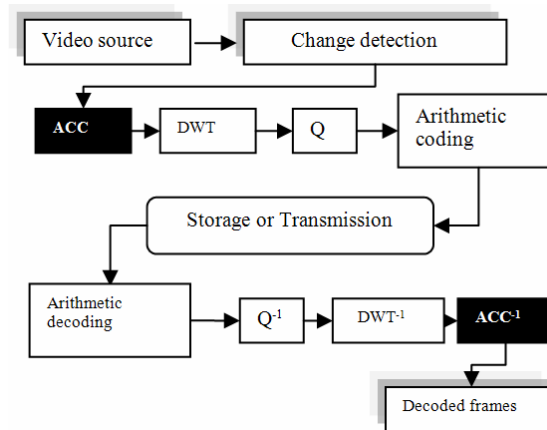 Video source
Change detection
ACC
DWT
Q
Arithmetic
coding
Storage or Transmission
Arithmetic
decoding
Q-1
DWT-1
ACC-1
Decoded frames